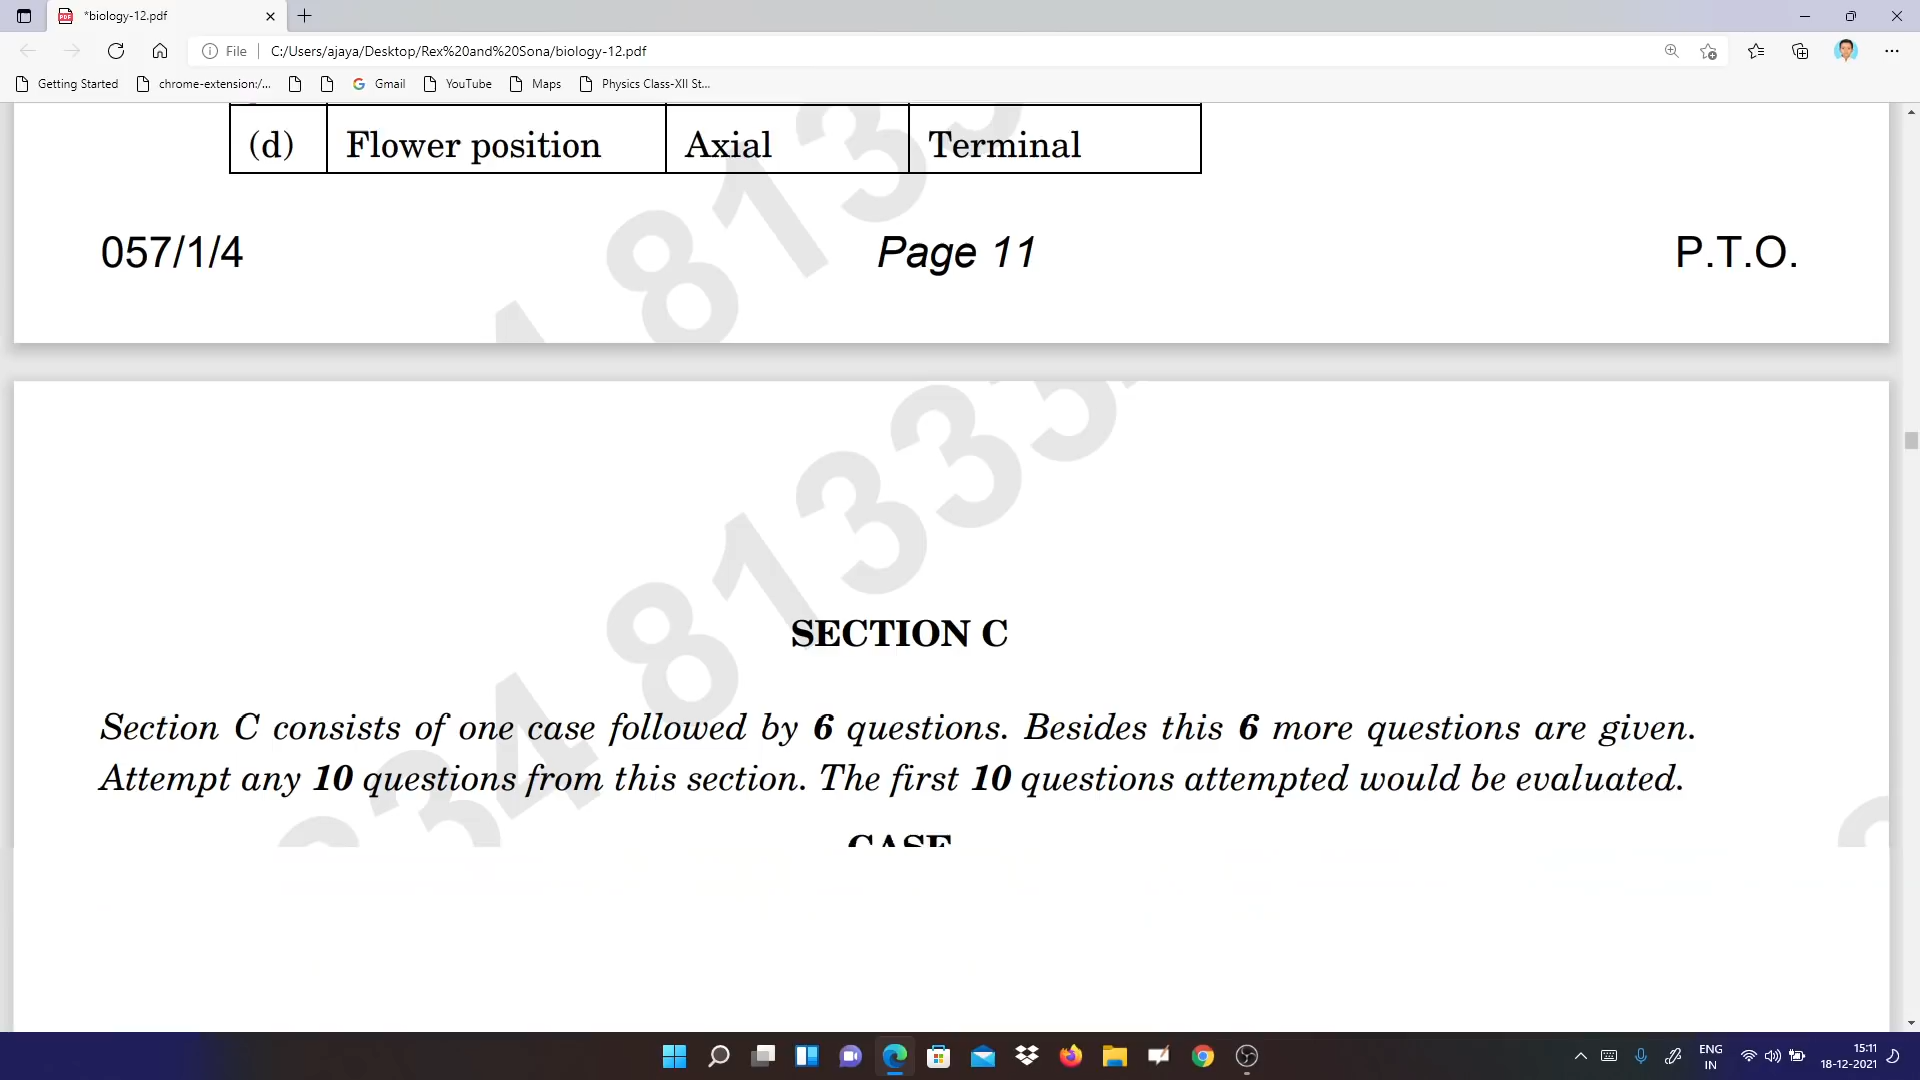 *biology-12.pdf
File
C:/Users/ajaya/Desktop/Rex%20and%20Sona/biology-12.pdf
Getting Started
chrome-extension:/...
Gmail
YouTube
Maps
Physics Class-XII St...
(d) Flower position Axial Terminal
057/1/4 Page 11 P.T.O.
SECTION C
Section C consists of one case followed by 6 questions. Besides this 6 more questions are given.
Attempt any 10 questions from this section. The first 10 questions attempted would be evaluated.
CASE
ENG
IN
15:11
18-12-2021